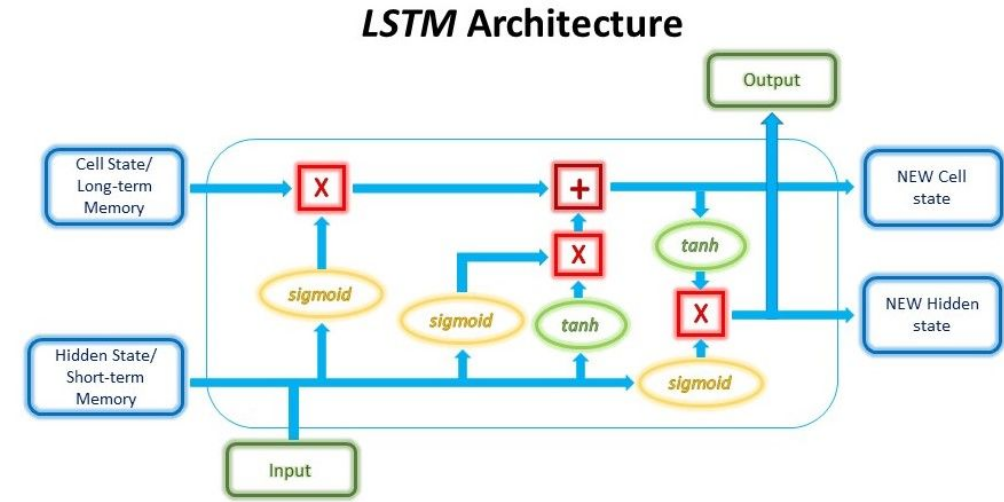 LSTM Architecture
Output
Cell State/
Long-term
Memory
X
+
NEW Cell
state
tanh
X
sigmoid
sigmoid
tanh
X
NEW Hidden
state
Hidden State/
Short-term
Memory
sigmoid
Input